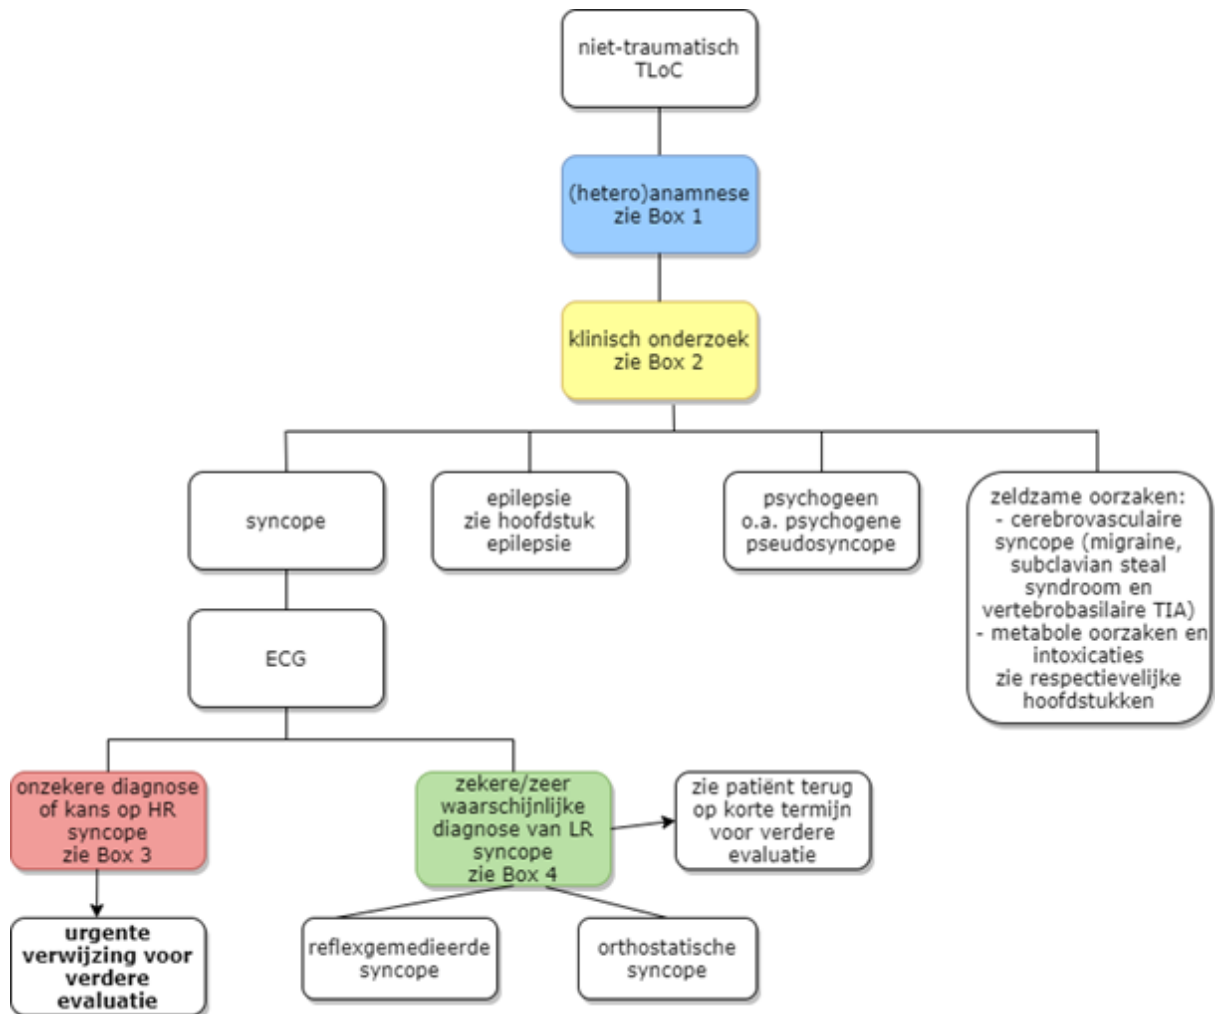 niet-traumatisch
TLoC
(hetero)anamnese
zie Box 1
klinisch onderzoek
zie Box 2
syncope
epilepsie
zie hoofdstuk
epilepsie
psychogeen
o.a. psychogene
pseudosyncope
zeldzame oorzaken:
- cerebrovasculaire
syncope (migraine,
subclavian steal
syndroom en
vertebrobasilaire TIA)
- metabole oorzaken en
intoxicaties
zie respectievelijke
hoofdstukken
ECG
onzekere diagnose
of kans op HR
syncope
zie Box 3
zekere/zeer
waarschijnlijke
diagnose van LR
syncope
zie Box 4
zie patiënt terug
op korte termijn
voor verdere
evaluatie
urgente
verwijzing voor
verdere
evaluatie
reflexgemedieerde
syncope
orthostatische
syncope